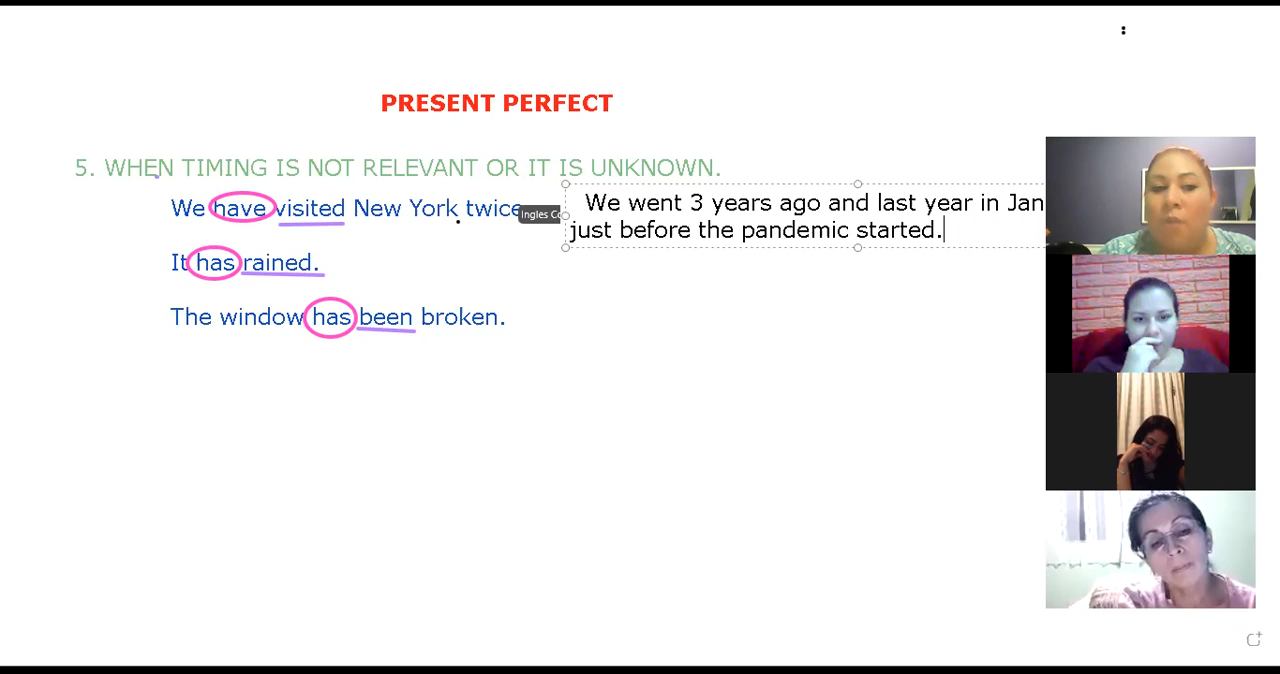 PRESENT PERFECT
5. WHEN TIMING IS NOT RELEVANT OR IT IS UNKNOWN.
We have visited New York twice
Ingles Co
We went 3 years ago and last year in Jan
just before the pandemic started.
It has rained.
The window has been broken.